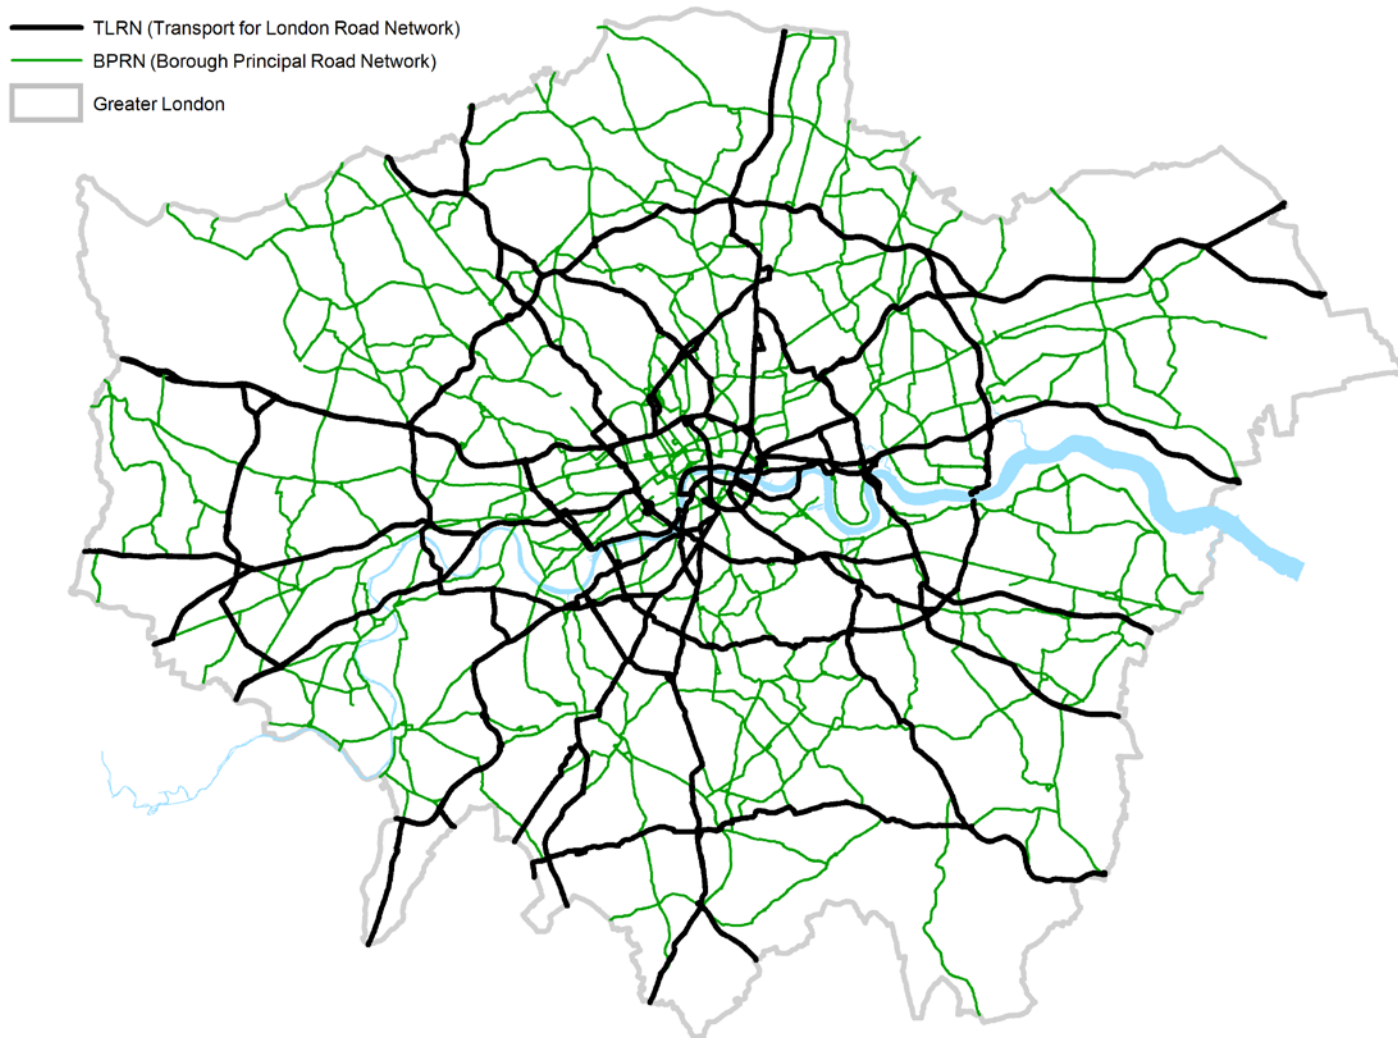 TLRN (Transport for London Road Network)
BPRN (Borough Principal Road Network)
Greater London